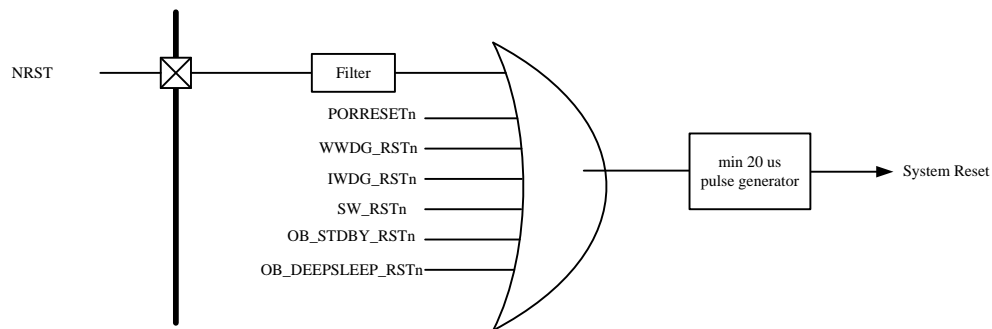 NRST
Filter
PORRESETn
WWDG_RSTn
IWDG_RSTn
SW_RSTn
OB_STDBY_RSTn
OB_DEEPSLEEP_RSTn
min 20 us
pulse generator
System Reset